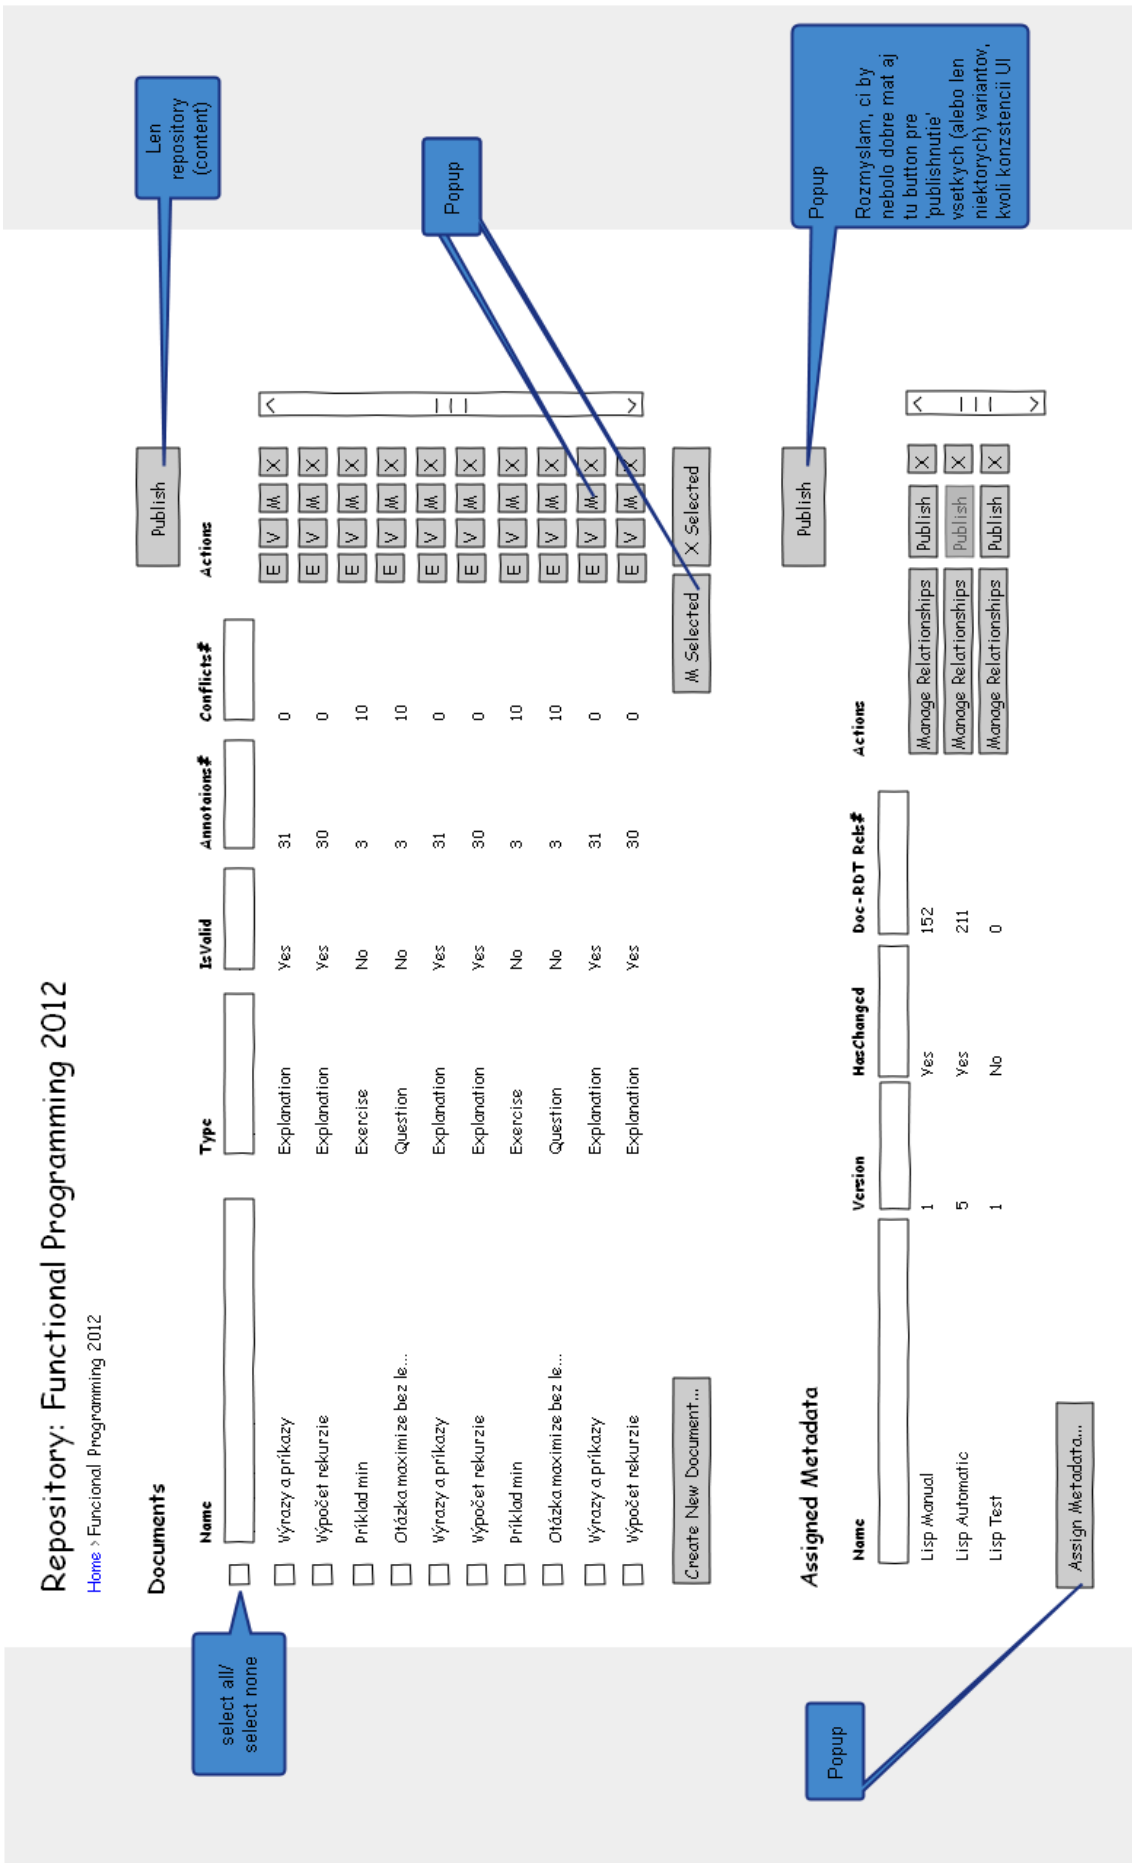 Repository: Functional Programming 2012
Home > Funcional Programming 2012
Len
repository
(content)
Publish
Documents
Name Type IsValid Annotaions# Conflicts# Actions
select all/
select none
Výrazy a príkazy Explanation Yes 31 0 E V M X
Výpočet rekurzie Explanation Yes 30 0 E V M X
Príklad min Exercise No 3 10 E V M X
Otázka maximize bez le... Question No 3 10 E V M X
Výrazy a príkazy Explanation Yes 31 0 E V M X
Výpočet rekurzie Explanation Yes 30 0 E V M X
Príklad min Exercise No 3 10 E V M X
Otázka maximize bez le... Question No 3 10 E V M X
Výrazy a príkazy Explanation Yes 31 0 E V M X
Výpočet rekurzie Explanation Yes 30 0 E V M X
Popup
Create New Document... M Selected X Selected
Assigned Metadata
Publish
Popup
Rozmyslam, ci by
nebolo dobre mat aj
tu button pre
'publishnutie'
vsetkych (alebo len
niektorych) variantov,
kvoli konzstencii UI
Name Version HasChanged Doc-RDT Rels# Actions
Lisp Manual 1 Yes 152 Manage Relationships Publish X
Lisp Automatic 5 Yes 211 Manage Relationships Publish X
Lisp Test 1 No 0 Manage Relationships Publish X
Popup
Assign Metadata...